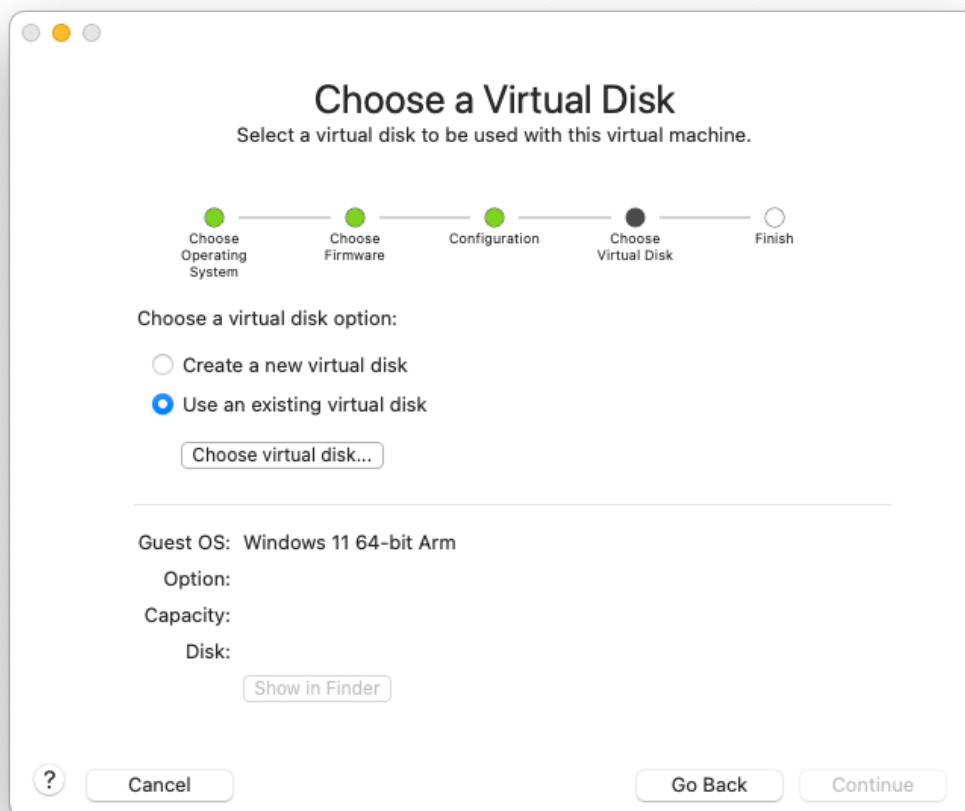 Choose a Virtual Disk
Select a virtual disk to be used with this virtual machine.
Choose
Operating
System
Choose
Firmware
Configuration
Choose
Virtual Disk
Finish
Choose a virtual disk option:
Create a new virtual disk
Use an existing virtual disk
Choose virtual disk...
Guest OS: Windows 11 64-bit Arm
Option:
Capacity:
Disk:
Show in Finder
? Cancel Go Back Continue